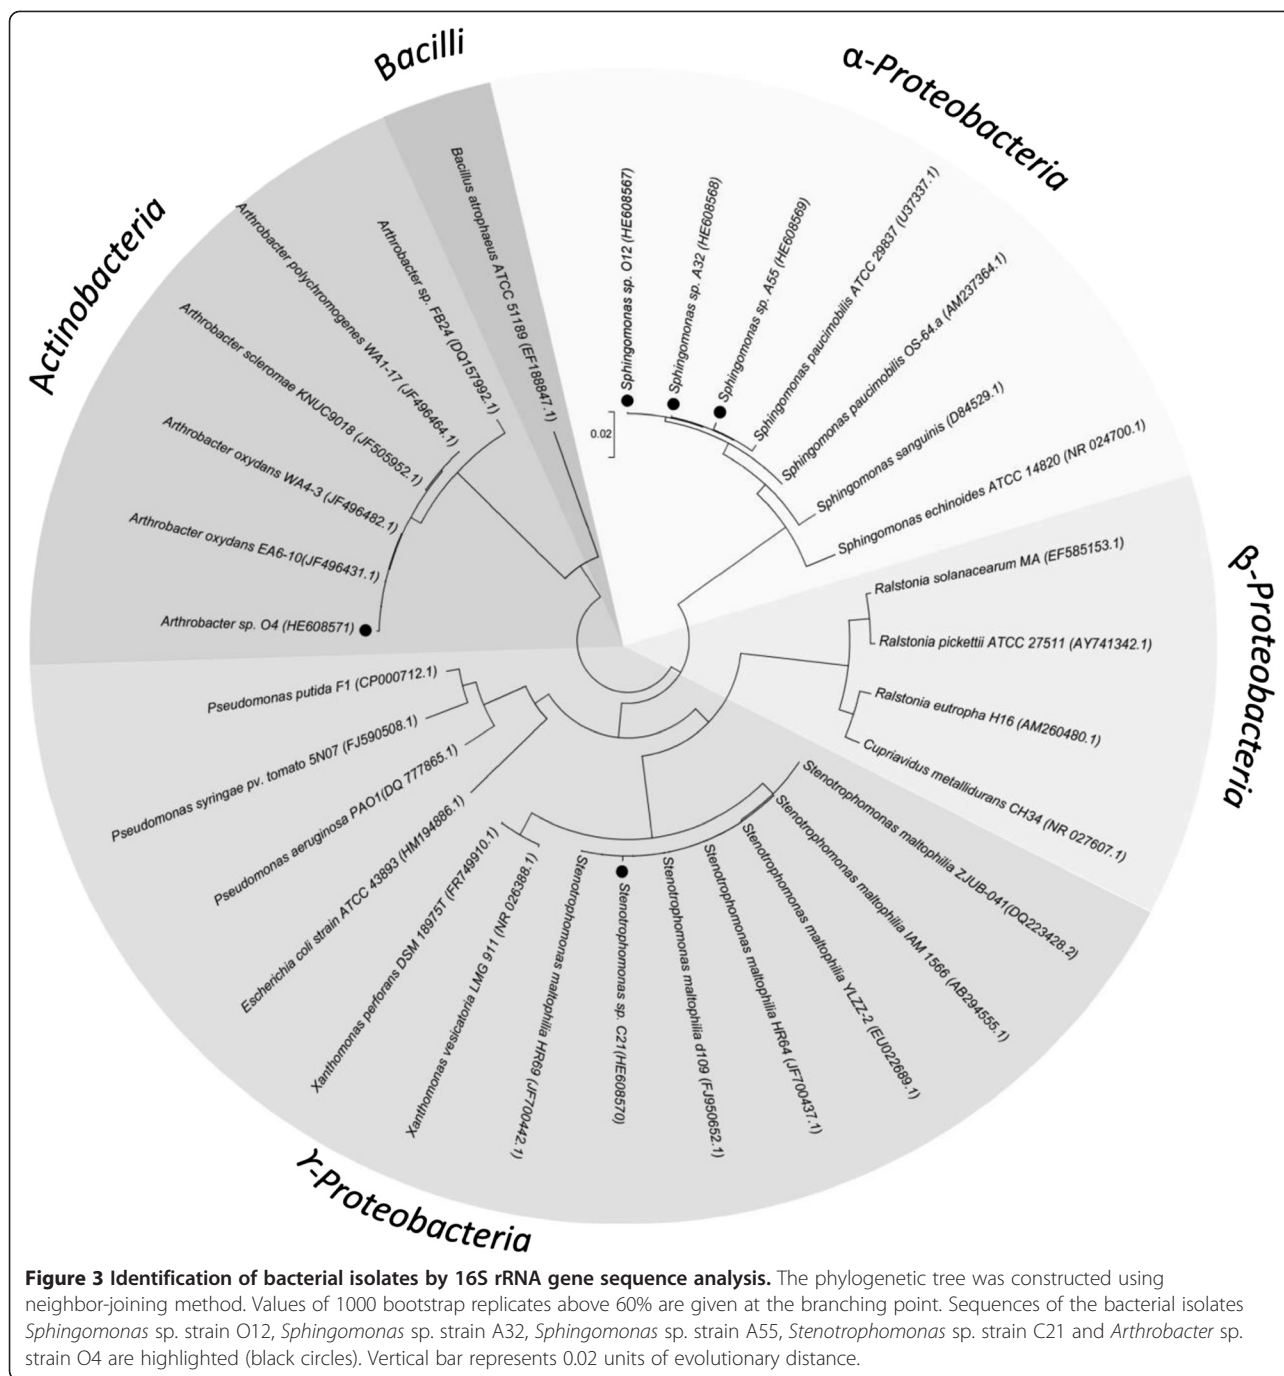 Bacilli
α-Proteobacteria
Actinobacteria
β-Proteobacteria
γ-Proteobacteria
Bacillus atrophaeus ATCC 51189 (EF188847.1)
Sphingomonas sp. O12 (HE608567)
Sphingomonas sp. A32 (HE608568)
Sphingomonas sp. A55 (HE608569)
Sphingomonas paucimobilis ATCC 29837 (U37337.1)
Sphingomonas paucimobilis OS-64.a (AM237364.1)
Sphingomonas sanguinis (D84529.1)
Sphingomonas echinoides ATCC 14820 (NR 024700.1)
Ralstonia solanacearum MA (EF585153.1)
Ralstonia pickettii ATCC 27511 (AY741342.1)
Ralstonia eutropha H16 (AM260480.1)
Cupriavidus metallidurans CH34 (NR 027607.1)
Stenotrophomonas maltophilia ZJUB-041(DQ223428.2)
Stenotrophomonas maltophilia IAM 1566 (AB294555.1)
Stenotrophomonas maltophilia YLZZ-2 (EU022689.1)
Stenotrophomonas maltophilia HR64 (JF700437.1)
Stenotrophomonas maltophilia d109 (FJ950652.1)
Stenotrophomonas sp. C21(HE608570)
Stenotrophomonas maltophilia HR69 (JF700442.1)
Xanthomonas vesicatoria LMG 911 (NR 026388.1)
Xanthomonas perforans DSM 18975T (FR749910.1)
Escherichia coli strain ATCC 43893 (HM194886.1)
Pseudomonas aeruginosa PAO1(DQ 777865.1)
Pseudomonas syringae pv. tomato 5N07 (FJ590508.1)
Pseudomonas putida F1 (CP000712.1)
Arthrobacter sp. O4 (HE608571)
Arthrobacter oxydans EA6-10(JF496431.1)
Arthrobacter oxydans WA4-3 (JF496482.1)
Arthrobacter scleromae KNUC9018 (JF505952.1)
Arthrobacter polychromogenes WA1-17 (JF496464.1)
Arthrobacter sp. FB24 (DQ157992.1)
0.02
Figure 3 Identification of bacterial isolates by 16S rRNA gene sequence analysis. The phylogenetic tree was constructed using
neighbor-joining method. Values of 1000 bootstrap replicates above 60% are given at the branching point. Sequences of the bacterial isolates
Sphingomonas sp. strain O12, Sphingomonas sp. strain A32, Sphingomonas sp. strain A55, Stenotrophomonas sp. strain C21 and Arthrobacter sp.
strain O4 are highlighted (black circles). Vertical bar represents 0.02 units of evolutionary distance.